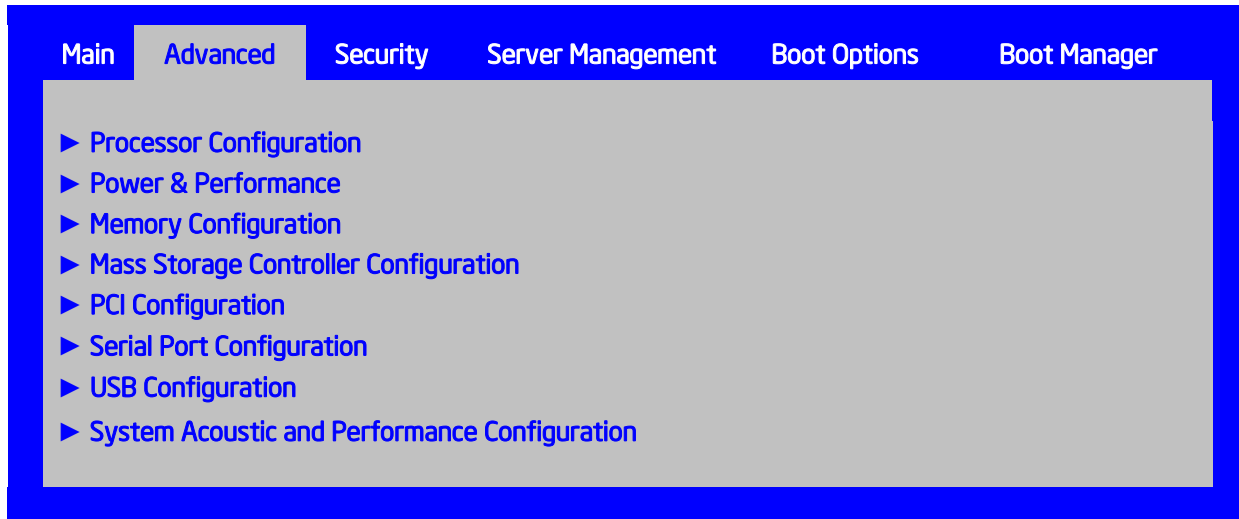 Main Advanced Security Server Management Boot Options Boot Manager
► Processor Configuration
► Power & Performance
► Memory Configuration
► Mass Storage Controller Configuration
► PCI Configuration
► Serial Port Configuration
► USB Configuration
► System Acoustic and Performance Configuration